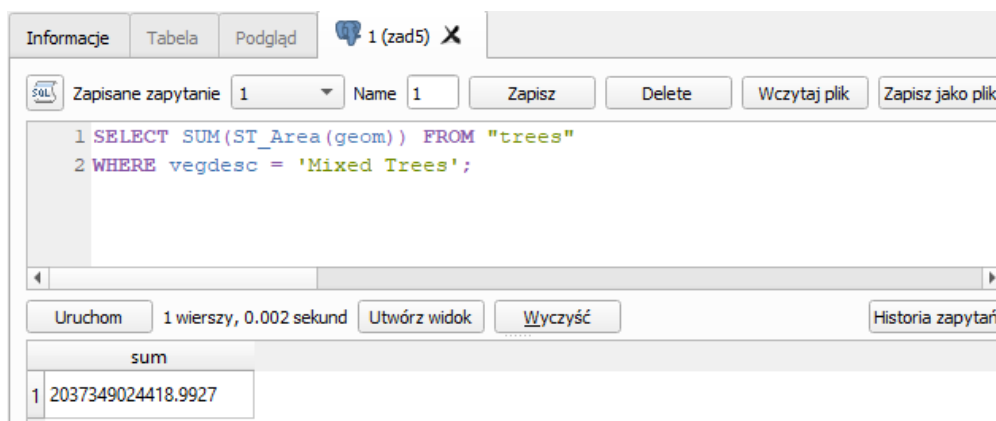 Informacje Tabela Podgląd 1 (zad5) X
SQL Zapisane zapytanie 1 Name 1 Zapisz Delete Wczytaj plik Zapisz jako plik
1 SELECT SUM(ST_Area(geom)) FROM "trees"
2 WHERE vegdesc = 'Mixed Trees';
Uruchom 1 wierszy, 0.002 sekund Utwórz widok Wyczyść Historia zapytań
sum
1 2037349024418.9927